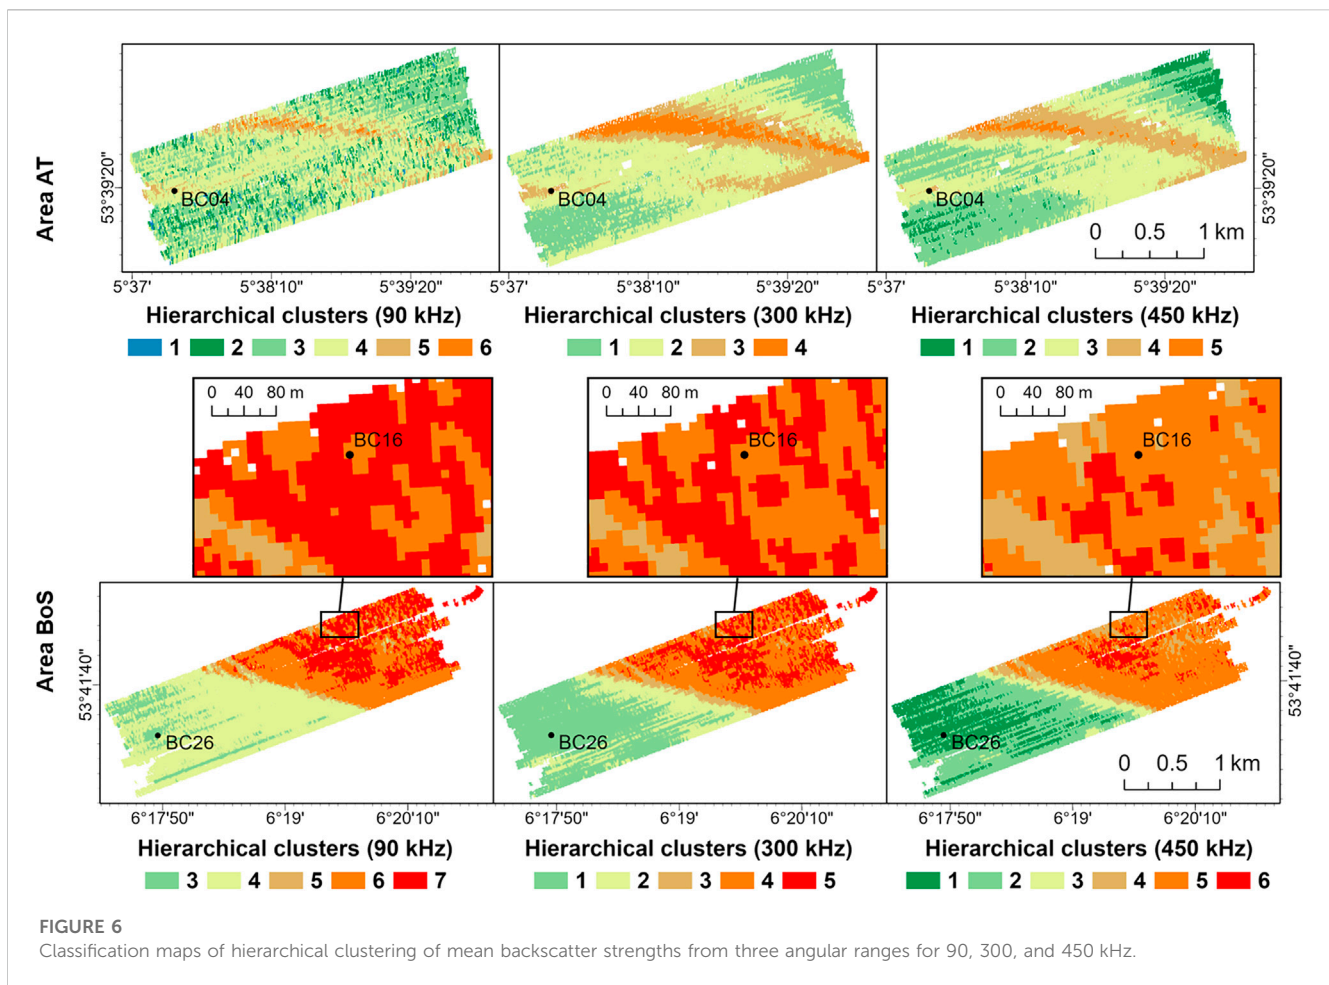 Area AT
BC04
BC04
BC04
53°39'20"
53°39'20"
0 0.5 1 km
5°37' 5°38'10" 5°39'20" 5°37' 5°38'10" 5°39'20" 5°37' 5°38'10" 5°39'20"
Hierarchical clusters (90 kHz) Hierarchical clusters (300 kHz) Hierarchical clusters (450 kHz)
1 2 3 4 5 6 1 2 3 4 1 2 3 4 5
0 40 80 m 0 40 80 m 0 40 80 m
BC16 BC16 BC16
Area BoS
53°41'40"
53°41'40"
BC26 BC26 BC26
0 0.5 1 km
6°17'50" 6°19' 6°20'10" 6°17'50" 6°19' 6°20'10" 6°17'50" 6°19' 6°20'10"
Hierarchical clusters (90 kHz) Hierarchical clusters (300 kHz) Hierarchical clusters (450 kHz)
3 4 5 6 7 1 2 3 4 5 1 2 3 4 5 6
FIGURE 6
Classification maps of hierarchical clustering of mean backscatter strengths from three angular ranges for 90, 300, and 450 kHz.